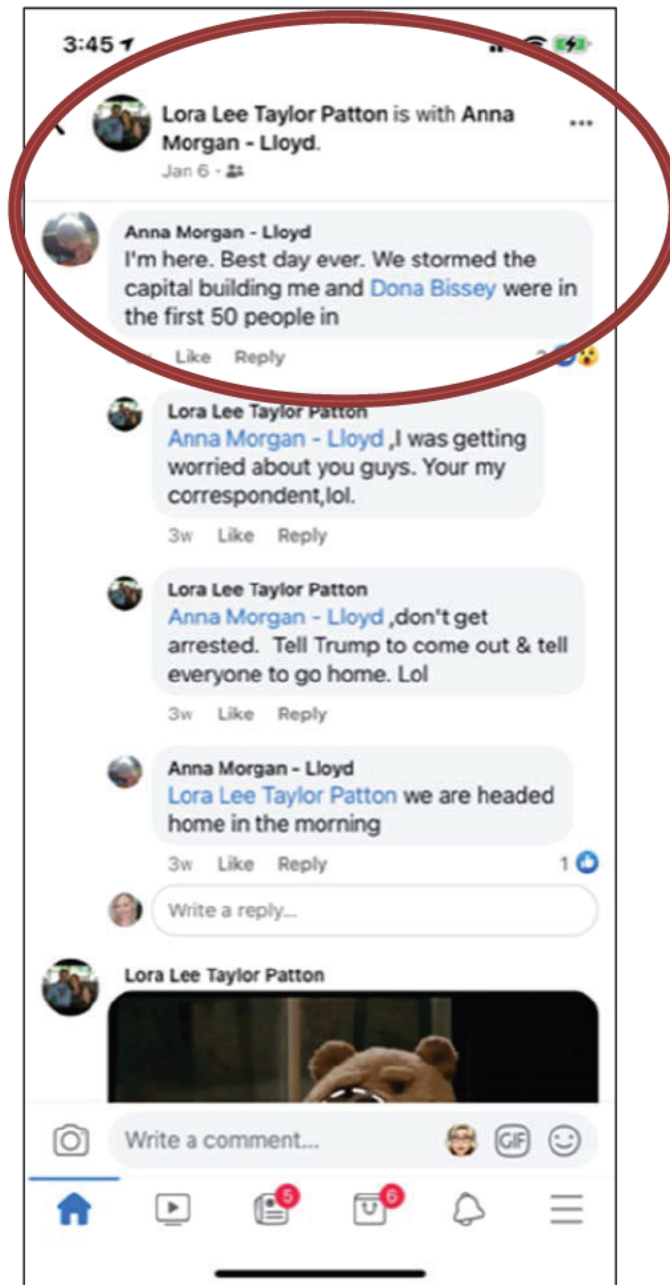 3:45
Lora Lee Taylor Patton is with Anna
Morgan - Lloyd.
Jan 6 ·
Anna Morgan - Lloyd
I'm here. Best day ever. We stormed the
capital building me and Dona Bissey were in
the first 50 people in
Like Reply
Lora Lee Taylor Patton
Anna Morgan - Lloyd ,I was getting
worried about you guys. Your my
correspondent,lol.
3w Like Reply
Lora Lee Taylor Patton
Anna Morgan - Lloyd ,don't get
arrested. Tell Trump to come out & tell
everyone to go home. Lol
3w Like Reply
Anna Morgan - Lloyd
Lora Lee Taylor Patton we are headed
home in the morning
3w Like Reply 1
Write a reply...
Lora Lee Taylor Patton
Write a comment... GIF
5 6